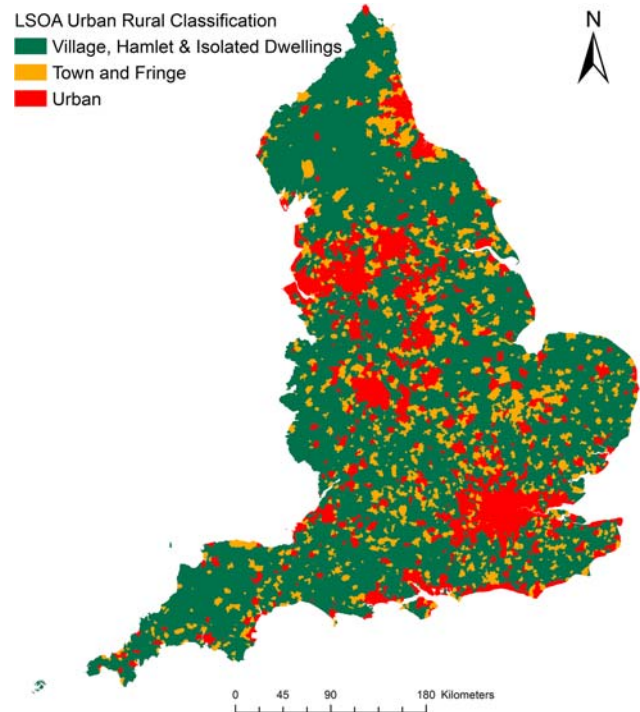 LSOA Urban Rural Classification
Village, Hamlet & Isolated Dwellings
Town and Fringe
Urban
N
0 45 90 180 Kilometers